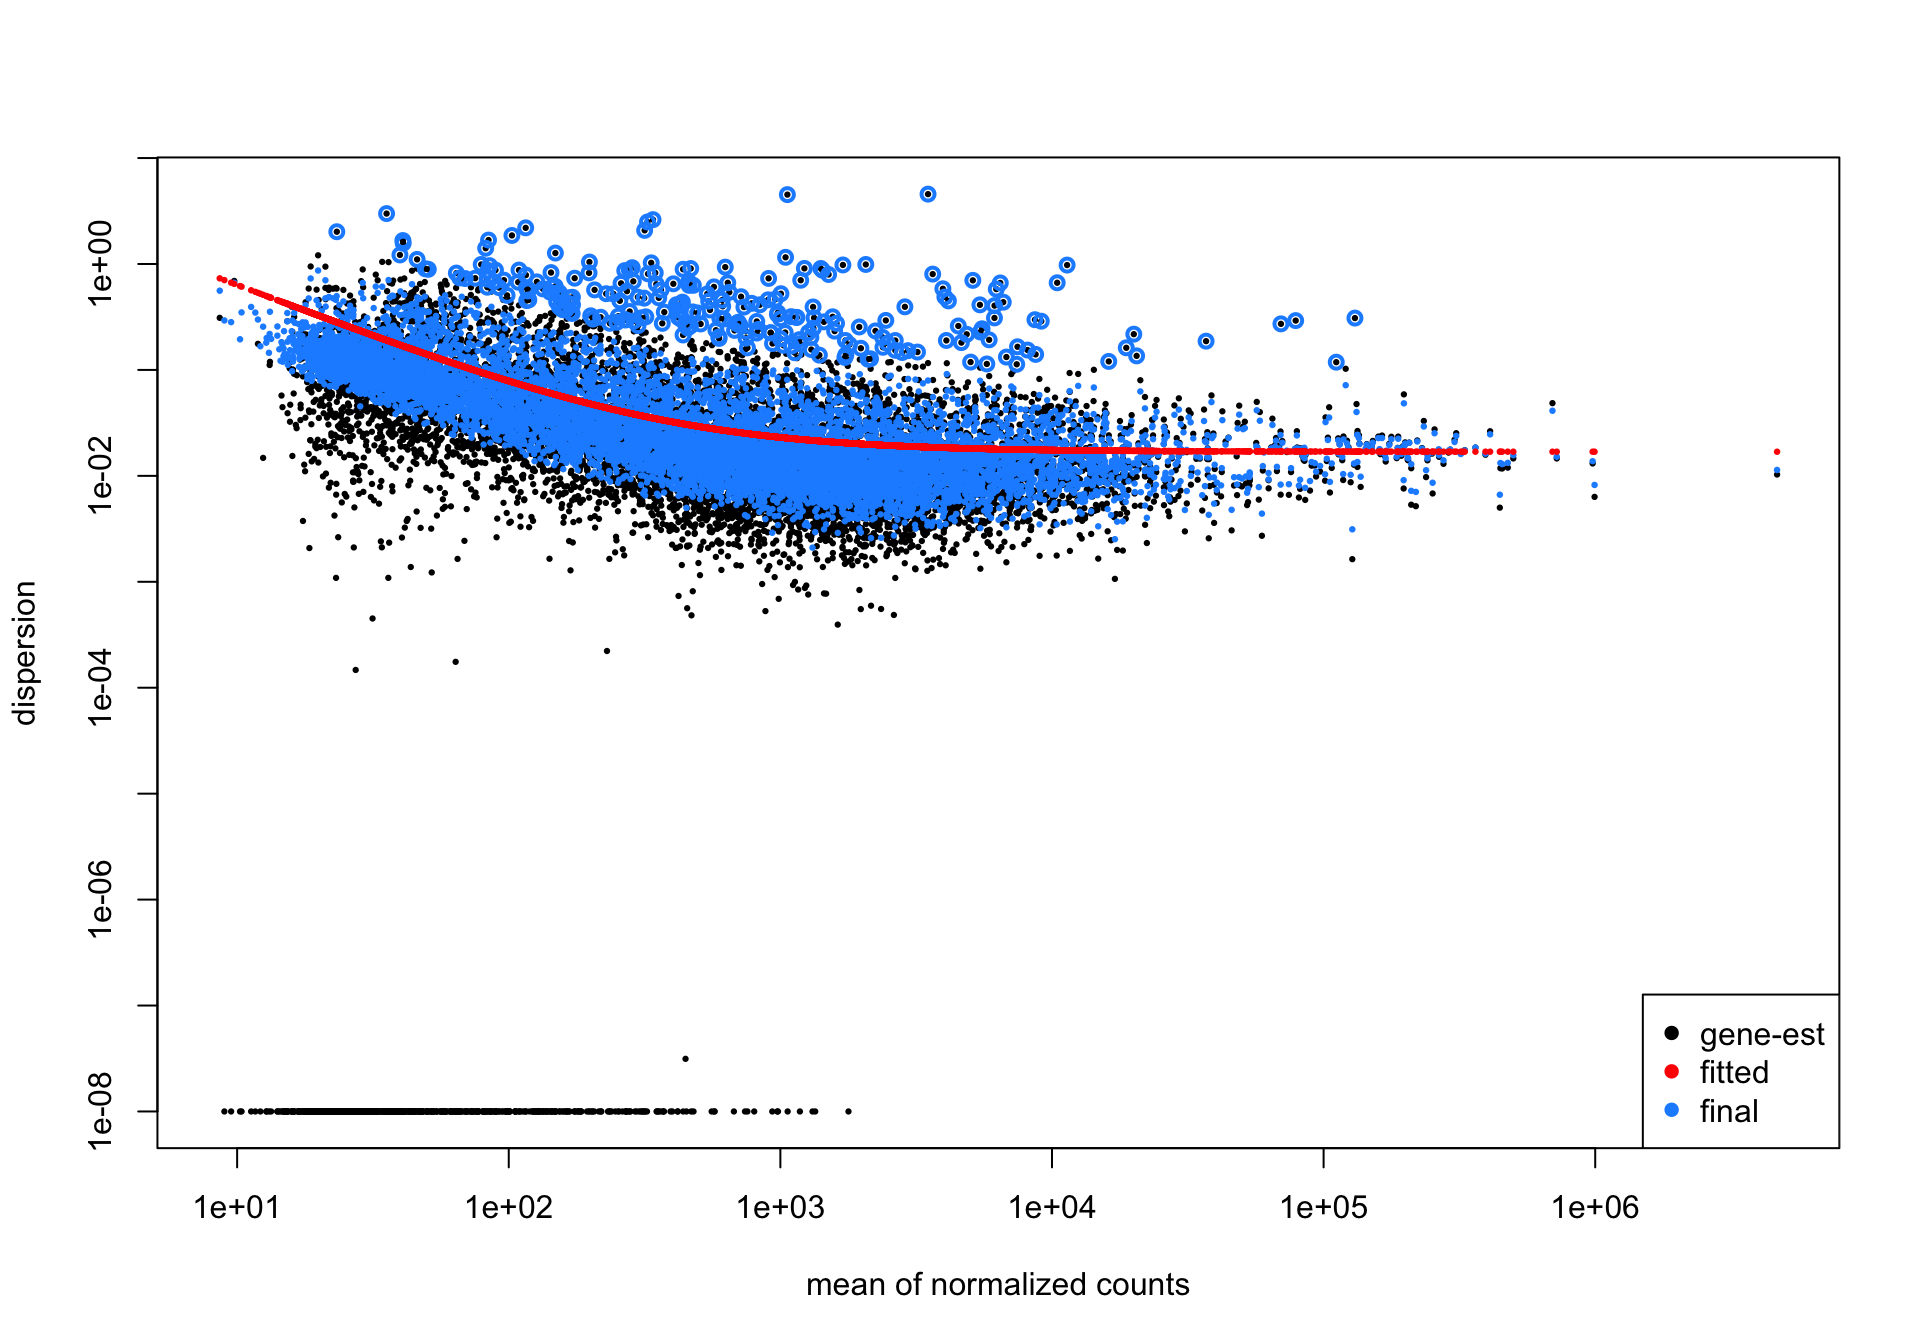 dispersion
1e+00
1e-02
1e-04
1e-06
1e-08
1e+01 1e+02 1e+03 1e+04 1e+05 1e+06
mean of normalized counts
gene-est
fitted
final